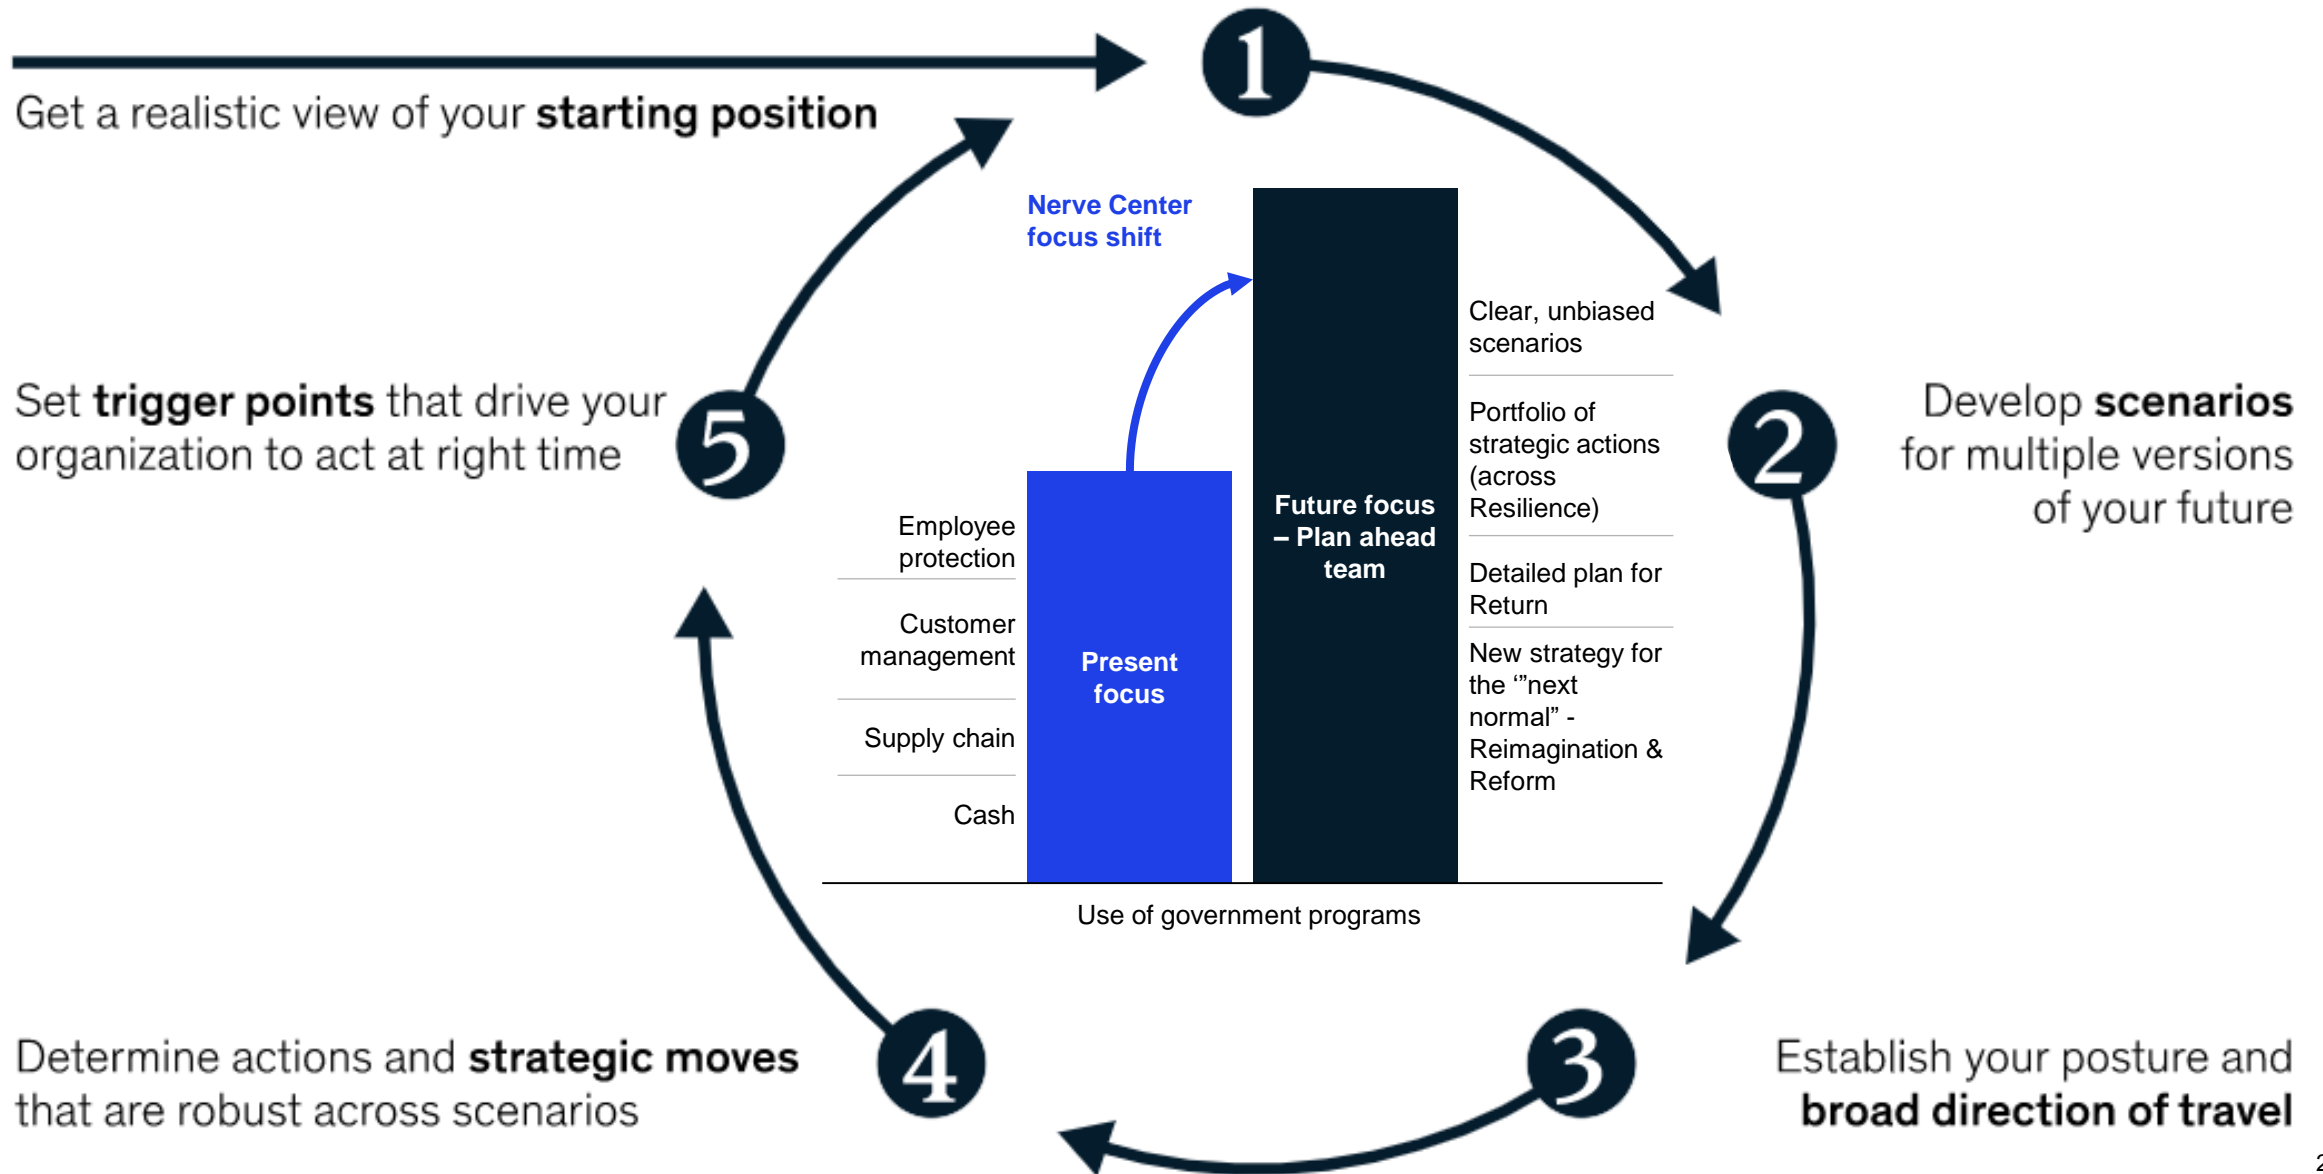 1
Get a realistic view of your starting position
Nerve Center
focus shift
Clear, unbiased
scenarios
Portfolio of
strategic actions
(across
Resilience)
Detailed plan for
Return
New strategy for
the ‘”next
normal” -
Reimagination &
Reform
Future focus
– Plan ahead
team
Present
focus
Employee
protection
Customer
management
Supply chain
Cash
Use of government programs
2
Develop scenarios
for multiple versions
of your future
3
Establish your posture and
broad direction of travel
4
Determine actions and strategic moves
that are robust across scenarios
5
Set trigger points that drive your
organization to act at right time